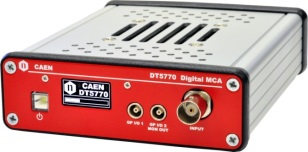 n CAEN
DT5770 Digital MCA
n CAEN
DT5770
GP I/O 1
GP I/O 2
MON OUT
INPUT